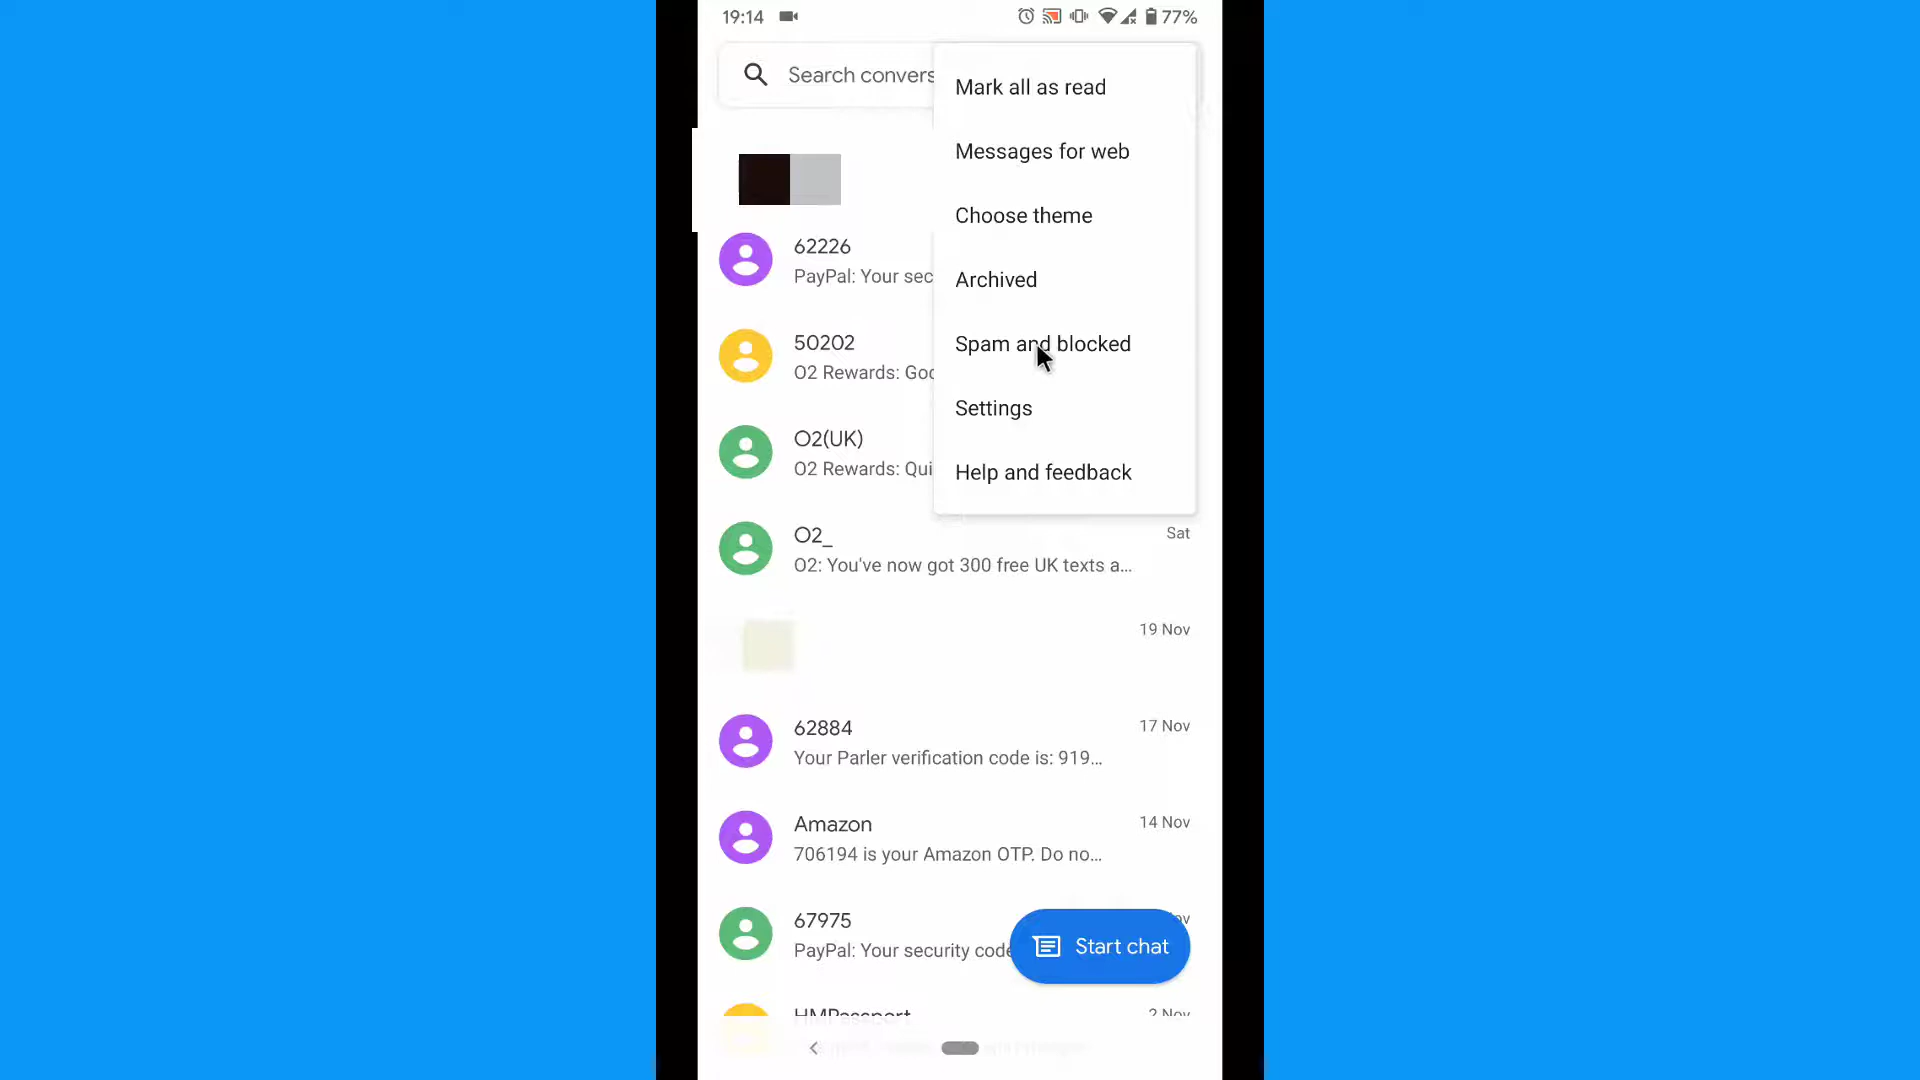 19:14 77%
Search convers
Mark all as read
Messages for web
Choose theme
Archived
Spam and blocked
Settings
Help and feedback
62226
PayPal: Your sec
50202
O2 Rewards: Goo
O2(UK)
O2 Rewards: Qui
O2_
Sat
O2: You've now got 300 free UK texts a...
19 Nov
62884
17 Nov
Your Parler verification code is: 919...
Amazon
14 Nov
706194 is your Amazon OTP. Do no...
67975
ov
PayPal: Your security code
Start chat
HMPassport
2 Nov